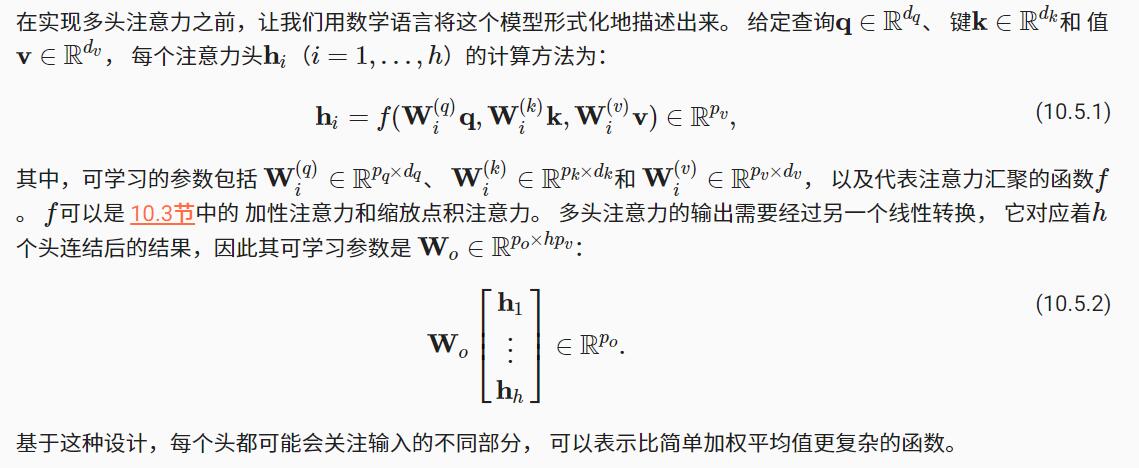 在实现多头注意力之前，让我们用数学语言将这个模型形式化地描述出来。 给定查询$\mathbf{q} \in \mathbb{R}^{d_q}$、 键$\mathbf{k} \in \mathbb{R}^{d_k}$和 值
$\mathbf{v} \in \mathbb{R}^{d_v}$， 每个注意力头$\mathbf{h}_i$（$i = 1, \ldots, h$）的计算方法为：
$\mathbf{h}_i = f(\mathbf{W}_i^{(q)}\mathbf{q}, \mathbf{W}_i^{(k)}\mathbf{k}, \mathbf{W}_i^{(v)}\mathbf{v}) \in \mathbb{R}^{p_v},$ (10.5.1)
其中，可学习的参数包括 $\mathbf{W}_i^{(q)} \in \mathbb{R}^{p_q \times d_q}$、 $\mathbf{W}_i^{(k)} \in \mathbb{R}^{p_k \times d_k}$和 $\mathbf{W}_i^{(v)} \in \mathbb{R}^{p_v \times d_v}$， 以及代表注意力汇聚的函数$f$
。 $f$可以是 10.3节中的 加性注意力和缩放点积注意力。 多头注意力的输出需要经过另一个线性转换， 它对应着$h$
个头连结后的结果，因此其可学习参数是 $\mathbf{W}_o \in \mathbb{R}^{p_o \times h p_v}$：
$\mathbf{W}_o \begin{bmatrix} \mathbf{h}_1 \\ \vdots \\ \mathbf{h}_h \end{bmatrix} \in \mathbb{R}^{p_o}.$ (10.5.2)
基于这种设计，每个头都可能会关注输入的不同部分， 可以表示比简单加权平均值更复杂的函数。